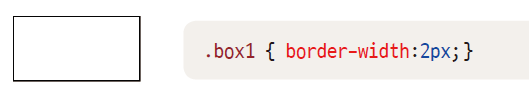 .box1 { border-width:2px;}